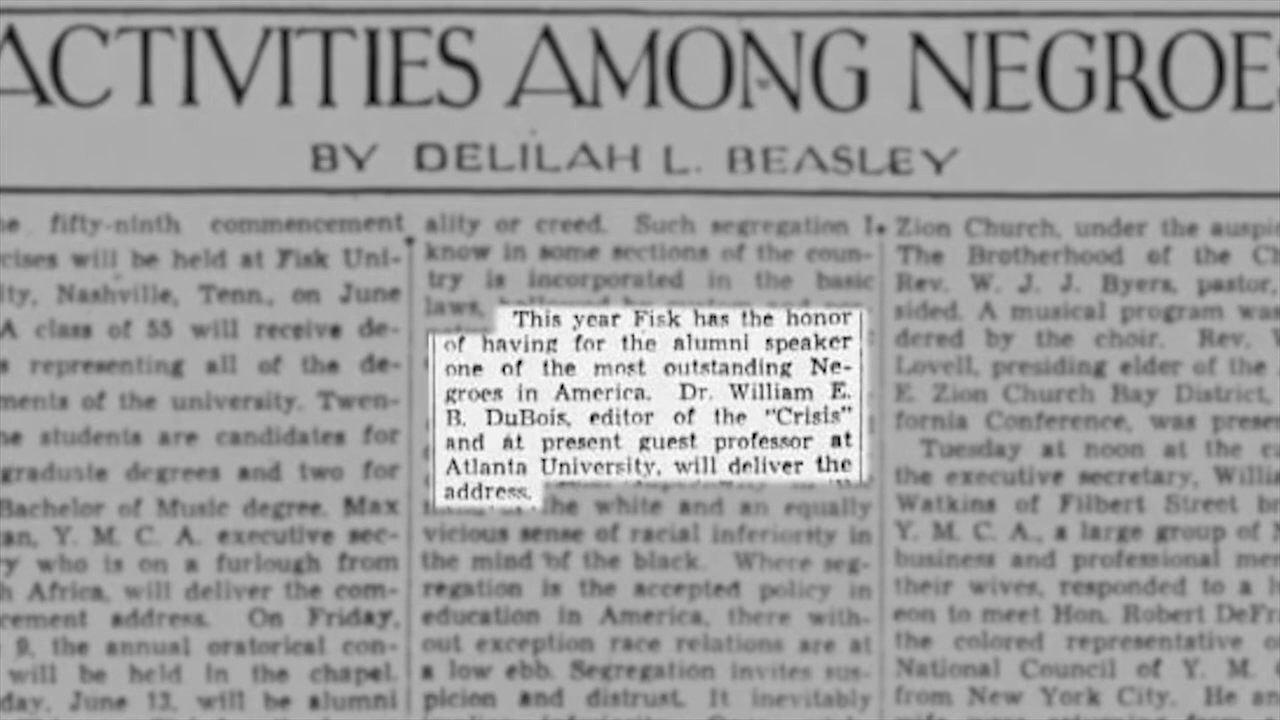 ACTIVITIES AMONG NEGROE
BY DELILAH L. BEASLEY
fifty-ninth commencement
cises will be held at Fisk Uni-
ity, Nashville, Tenn., on June
A class of 55 will receive de-
representing all of the de-
ments of the university. Twen-
students are candidates for
graduate degrees and two for
Bachelor of Music degree. Max
an, Y. M. C. A. executive sec-
ry who is on a furlough from
h Africa, will deliver the com-
cement address. On Friday,
9, the annual oratorical con-
will be held in the chapel.
day, June 13, will be alumni
ality or creed. Such segregation I
know in some sections of the coun-
try is incorporated in the basic
laws,
This year Fisk has the honor
of having for the alumni speaker
one of the most outstanding Ne-
groes in America. Dr. William E.
B. DuBois, editor of the "Crisis"
and at present guest professor at
Atlanta University, will deliver the
address.
the white and an equally
vicious sense of racial inferiority in
the mind of the black. Where seg-
regation is the accepted policy in
education in America, there with-
out exception race relations are at
a low ebb. Segregation invites sus-
picion and distrust. It inevitably
Zion Church, under the auspi
The Brotherhood of the C
Rev. W. J. J. Byers, pastor,
sided. A musical program wa
dered by the choir. Rev.
Lovell, presiding elder of the
E. Zion Church Bay District,
fornia Conference, was prese
Tuesday at noon at the c
the executive secretary, Willi
Watkins of Filbert Street b
Y. M. C. A., a large group of
business and professional me
their wives, responded to a l
eon to meet Hon. Robert DeFr
the colored representative o
National Council of Y. M.
from New York City. He an